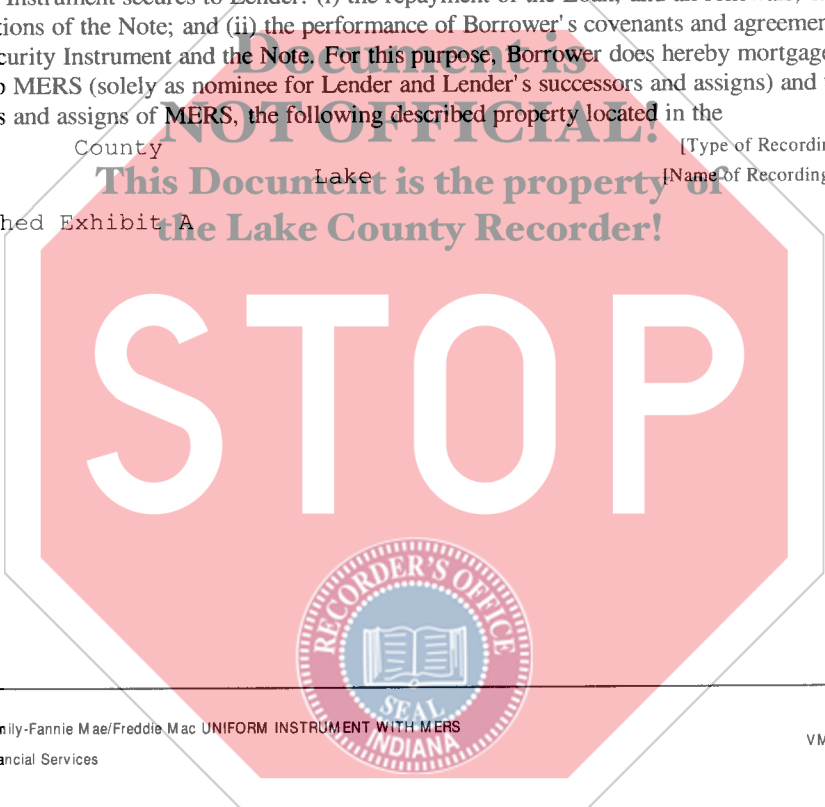 Instrument secures to Lender: (i) the repayment of the Loan, and all renewals,
tions of the Note; and (ii) the performance of Borrower's covenants and agreemen
curity Instrument and the Note. For this purpose, Borrower does hereby mortgage
o MERS (solely as nominee for Lender and Lender's successors and assigns) and
s and assigns of MERS, the following described property located in the
Document is
NOT OFFICIAL!
This Document is the property of
the Lake County Recorder!
County [Type of Recordin
Lake [Name of Recording
hed Exhibit A
STOP
RECORDER'S OFFICE
SEAL
INDIANA
mily-Fannie Mae/Freddie Mac UNIFORM INSTRUMENT WITH MERS
VM
ancial Services